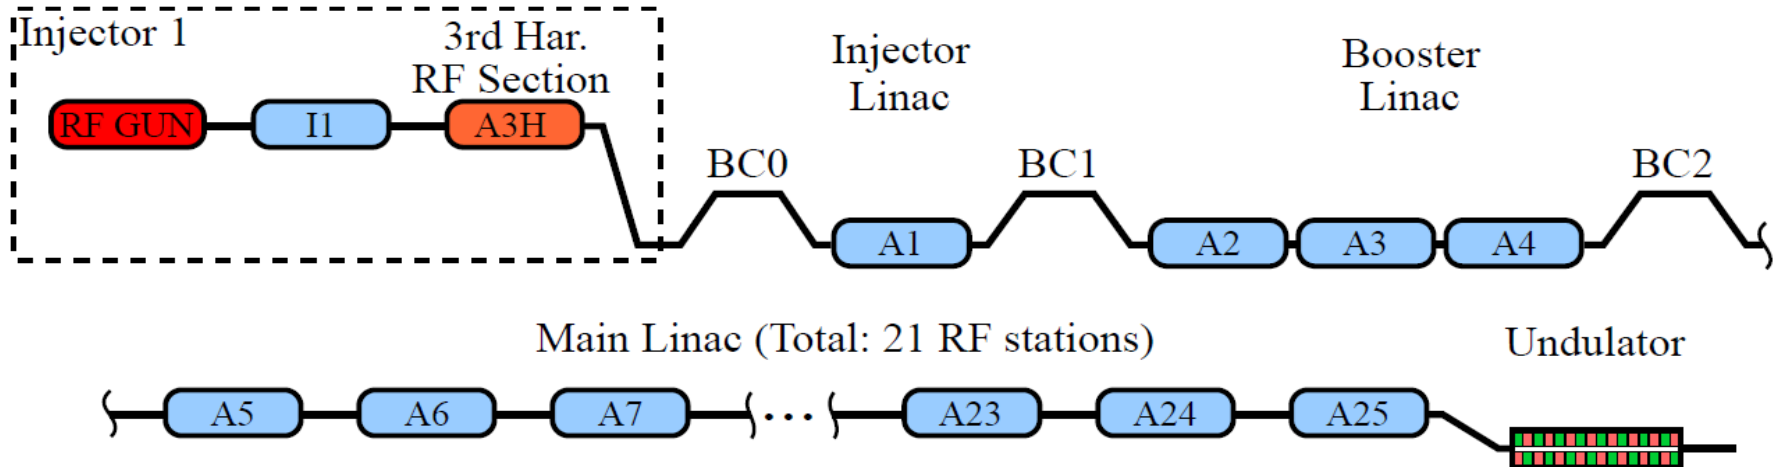 Injector 1
3rd Har.
RF Section
RF GUN
I1
A3H
BC0
Injector
Linac
A1
BC1
Booster
Linac
A2
A3
A4
BC2
Main Linac (Total: 21 RF stations)
Undulator
A5
A6
A7
...
A23
A24
A25